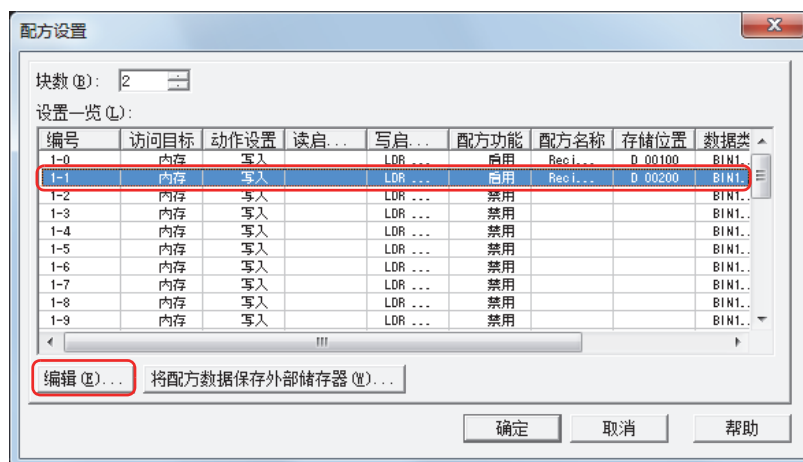 配方设置
块数(B): 2
设置一览(L):
编号 访问目标 动作设置 读启... 写启... 配方功能 配方名称 存储位置 数据类
1-0 内存 写入 LDR ... 启用 Reci... D 00100 BIN1..
1-1 内存 写入 LDR ... 启用 Reci... D 00200 BIN1..
1-2 内存 写入 LDR ... 禁用 BIN1..
1-3 内存 写入 LDR ... 禁用 BIN1..
1-4 内存 写入 LDR ... 禁用 BIN1..
1-5 内存 写入 LDR ... 禁用 BIN1..
1-6 内存 写入 LDR ... 禁用 BIN1..
1-7 内存 写入 LDR ... 禁用 BIN1..
1-8 内存 写入 LDR ... 禁用 BIN1..
1-9 内存 写入 LDR ... 禁用 BIN1..
编辑(E)... 将配方数据保存外部储存器(W)...
确定 取消 帮助